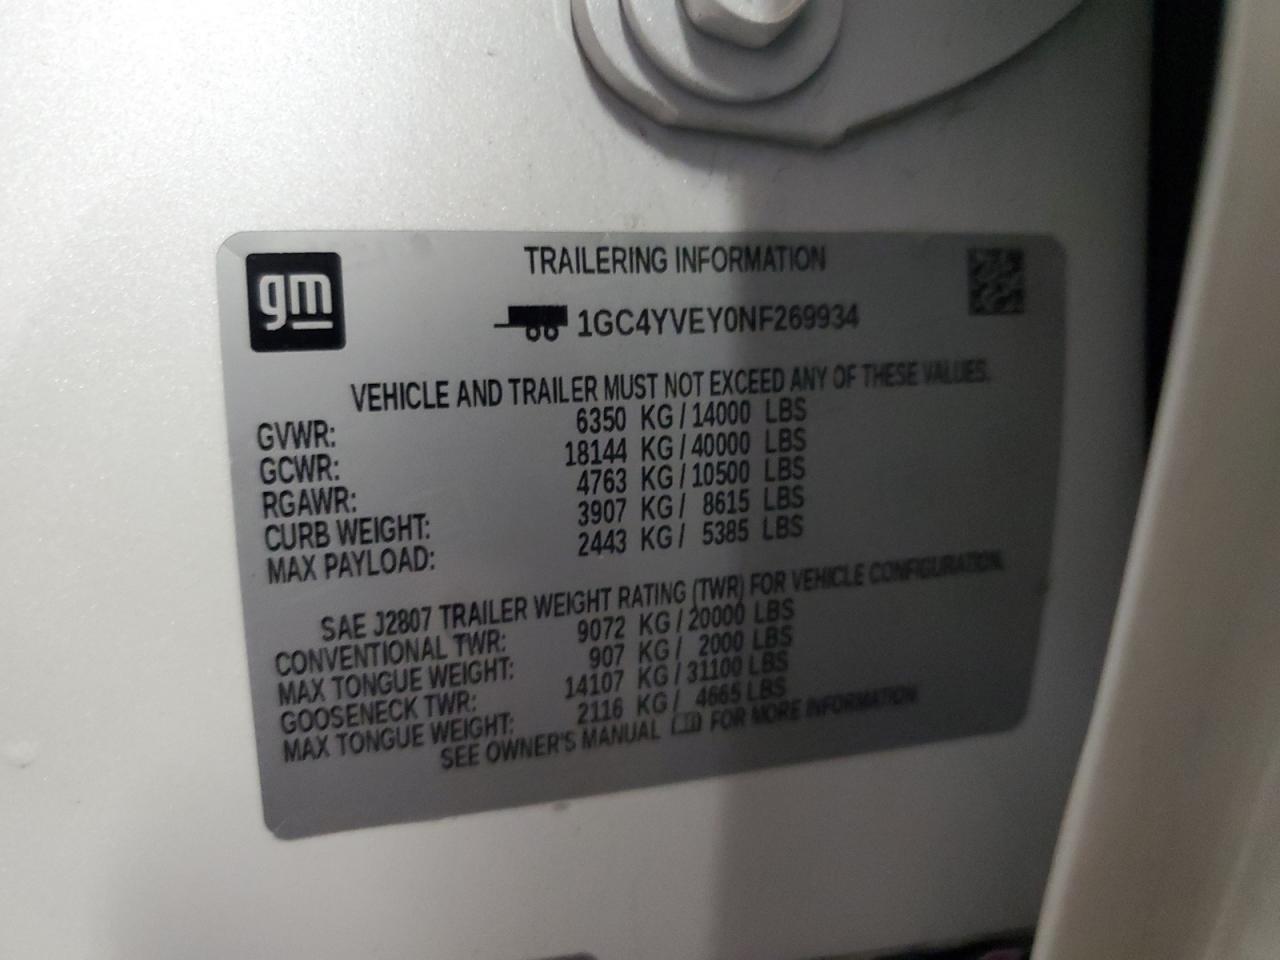 gm
TRAILERING INFORMATION
1GC4YVEY0NF269934
VEHICLE AND TRAILER MUST NOT EXCEED ANY OF THESE VALUES.
GVWR: 6350 KG / 14000 LBS
GCWR: 18144 KG / 40000 LBS
RGAWR: 4763 KG / 10500 LBS
CURB WEIGHT: 3907 KG / 8615 LBS
MAX PAYLOAD: 2443 KG / 5385 LBS
SAE J2807 TRAILER WEIGHT RATING (TWR) FOR VEHICLE CONFIGURATION.
CONVENTIONAL TWR: 9072 KG / 20000 LBS
MAX TONGUE WEIGHT: 907 KG / 2000 LBS
GOOSENECK TWR: 14107 KG / 31100 LBS
MAX TONGUE WEIGHT: 2116 KG / 4665 LBS
SEE OWNER'S MANUAL FOR MORE INFORMATION